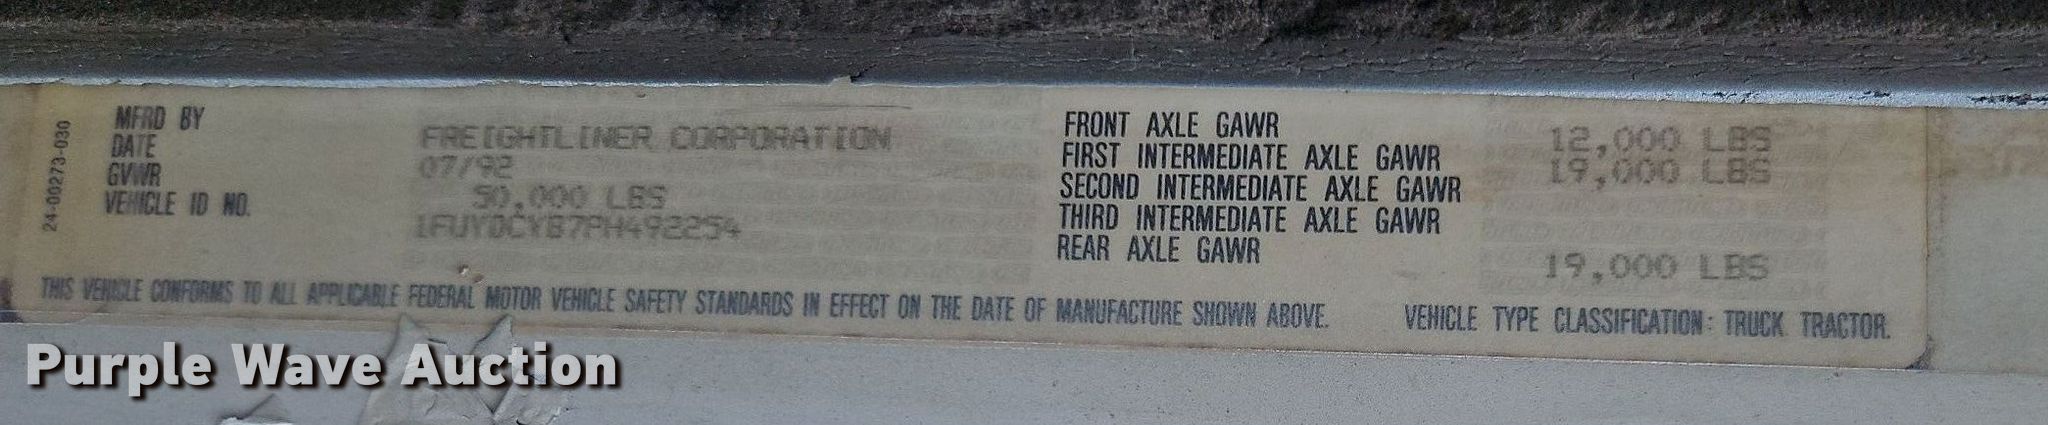 24-00273-030
MFRD BY FREIGHTLINER CORPORATION
DATE 07/92
GVWR 50,000 LBS
VEHICLE ID NO. 1FUYDCYB7PH492254
FRONT AXLE GAWR 12,000 LBS
FIRST INTERMEDIATE AXLE GAWR 19,000 LBS
SECOND INTERMEDIATE AXLE GAWR
THIRD INTERMEDIATE AXLE GAWR
REAR AXLE GAWR 19,000 LBS
THIS VEHICLE CONFORMS TO ALL APPLICABLE FEDERAL MOTOR VEHICLE SAFETY STANDARDS IN EFFECT ON THE DATE OF MANUFACTURE SHOWN ABOVE. VEHICLE TYPE CLASSIFICATION: TRUCK TRACTOR.
Purple Wave Auction